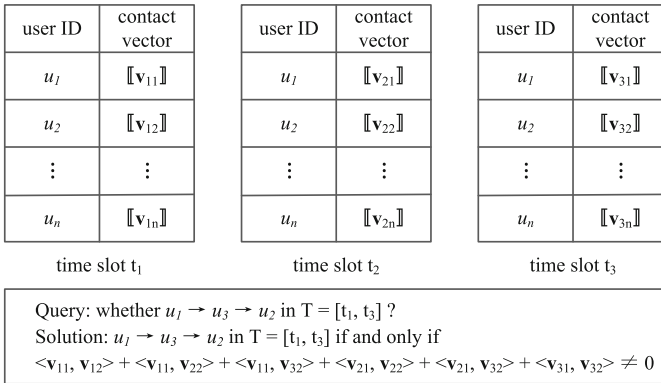 user ID contact vector
u1 ⟦v11⟧
u2 ⟦v12⟧
⋮ ⋮
un ⟦v1n⟧
time slot t1
user ID contact vector
u1 ⟦v21⟧
u2 ⟦v22⟧
⋮ ⋮
un ⟦v2n⟧
time slot t2
user ID contact vector
u1 ⟦v31⟧
u2 ⟦v32⟧
⋮ ⋮
un ⟦v3n⟧
time slot t3
Query: whether u1 → u3 → u2 in T = [t1, t3] ?
Solution: u1 → u3 → u2 in T = [t1, t3] if and only if
<v11, v12> + <v11, v22> + <v11, v32> + <v21, v22> + <v21, v32> + <v31, v32> ≠ 0